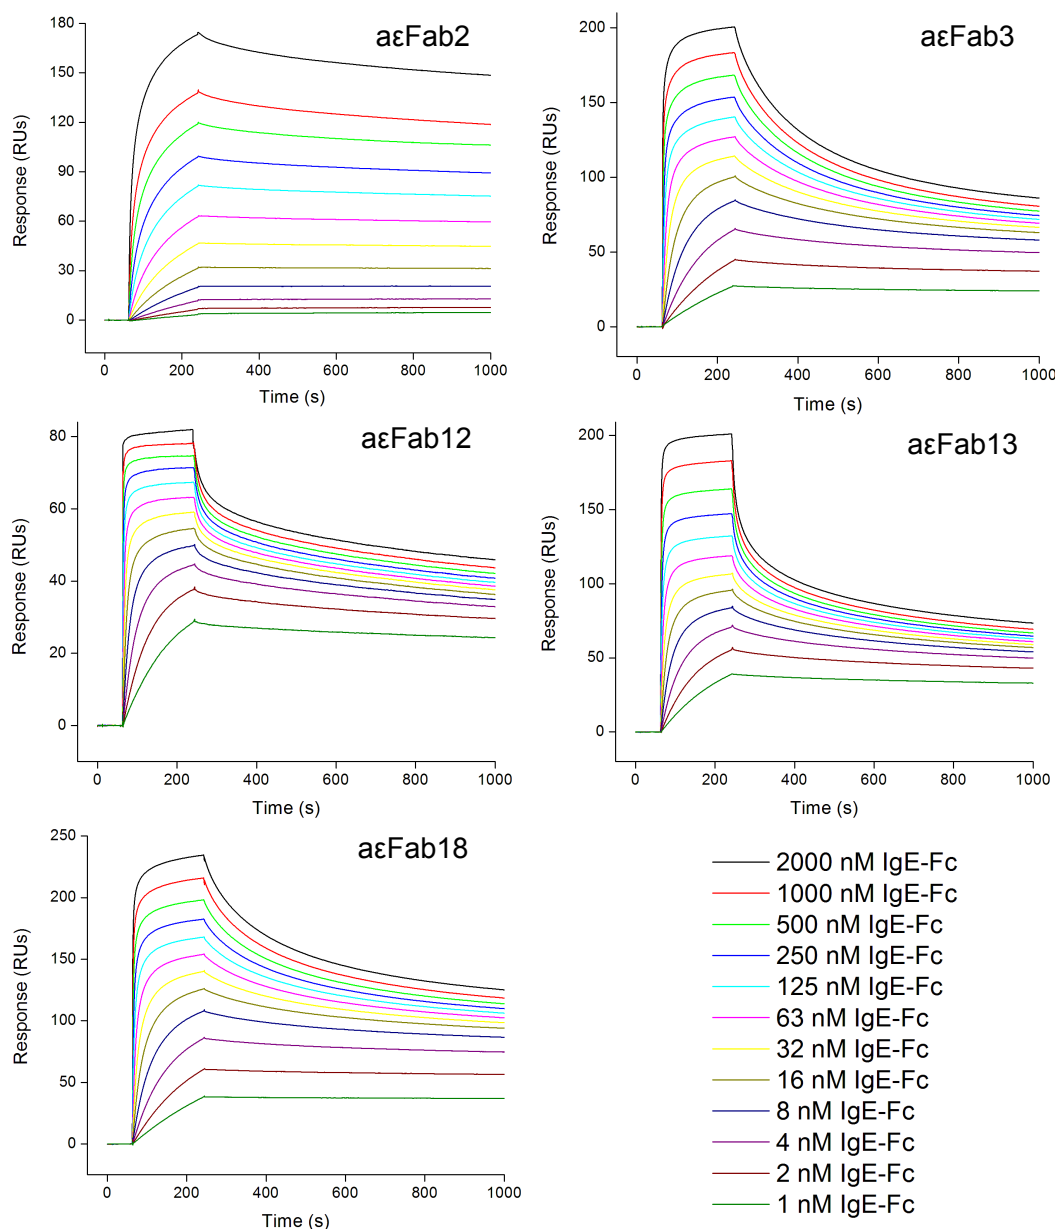 aεFab2
180
150
120
90
60
30
0
Response (RUs)
0 200 400 600 800 1000
Time (s)
aεFab3
200
150
100
50
0
Response (RUs)
0 200 400 600 800 1000
Time (s)
aεFab12
80
60
40
20
0
Response (RUs)
0 200 400 600 800 1000
Time (s)
aεFab13
200
150
100
50
0
Response (RUs)
0 200 400 600 800 1000
Time (s)
aεFab18
250
200
150
100
50
0
Response (RUs)
0 200 400 600 800 1000
Time (s)
2000 nM IgE-Fc
1000 nM IgE-Fc
500 nM IgE-Fc
250 nM IgE-Fc
125 nM IgE-Fc
63 nM IgE-Fc
32 nM IgE-Fc
16 nM IgE-Fc
8 nM IgE-Fc
4 nM IgE-Fc
2 nM IgE-Fc
1 nM IgE-Fc